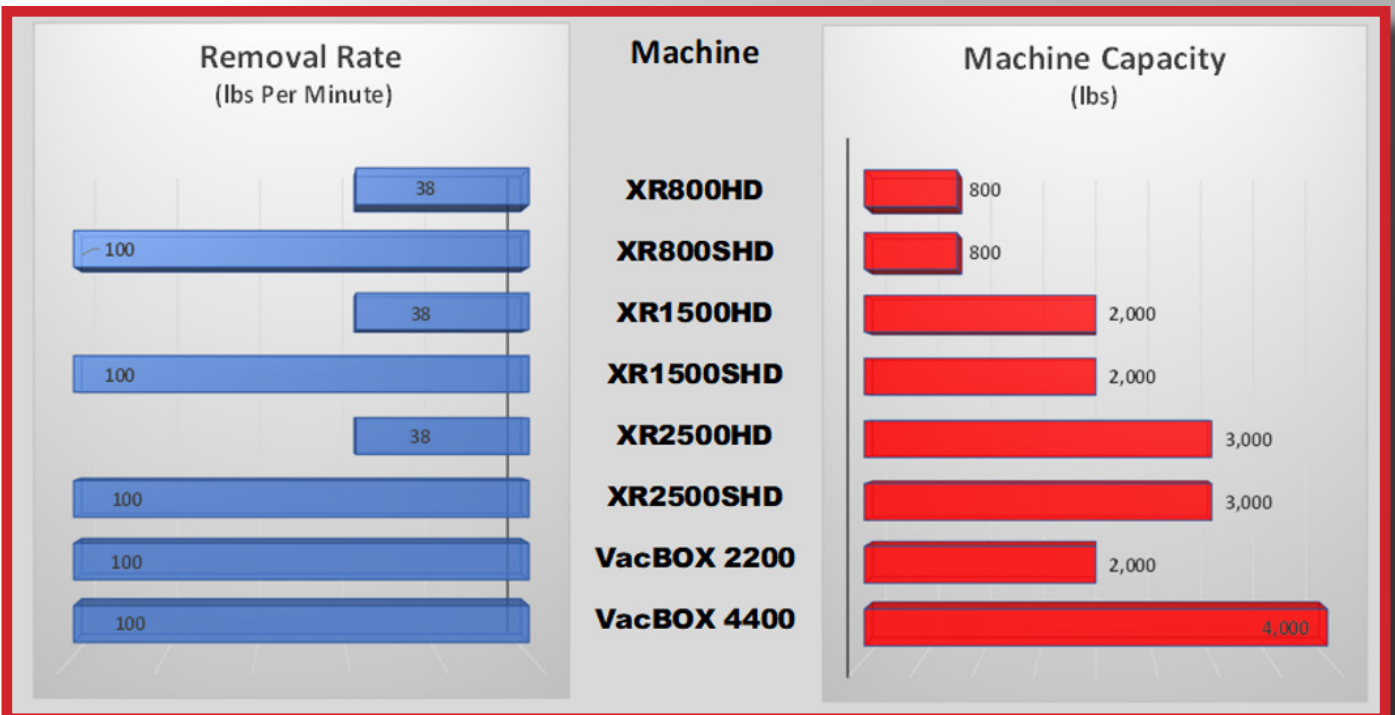 Removal Rate
(lbs Per Minute)
Machine
Machine Capacity
(lbs)
38
XR800HD
800
100
XR800SHD
800
38
XR1500HD
2,000
100
XR1500SHD
2,000
38
XR2500HD
3,000
100
XR2500SHD
3,000
100
VacBOX 2200
2,000
100
VacBOX 4400
4,000